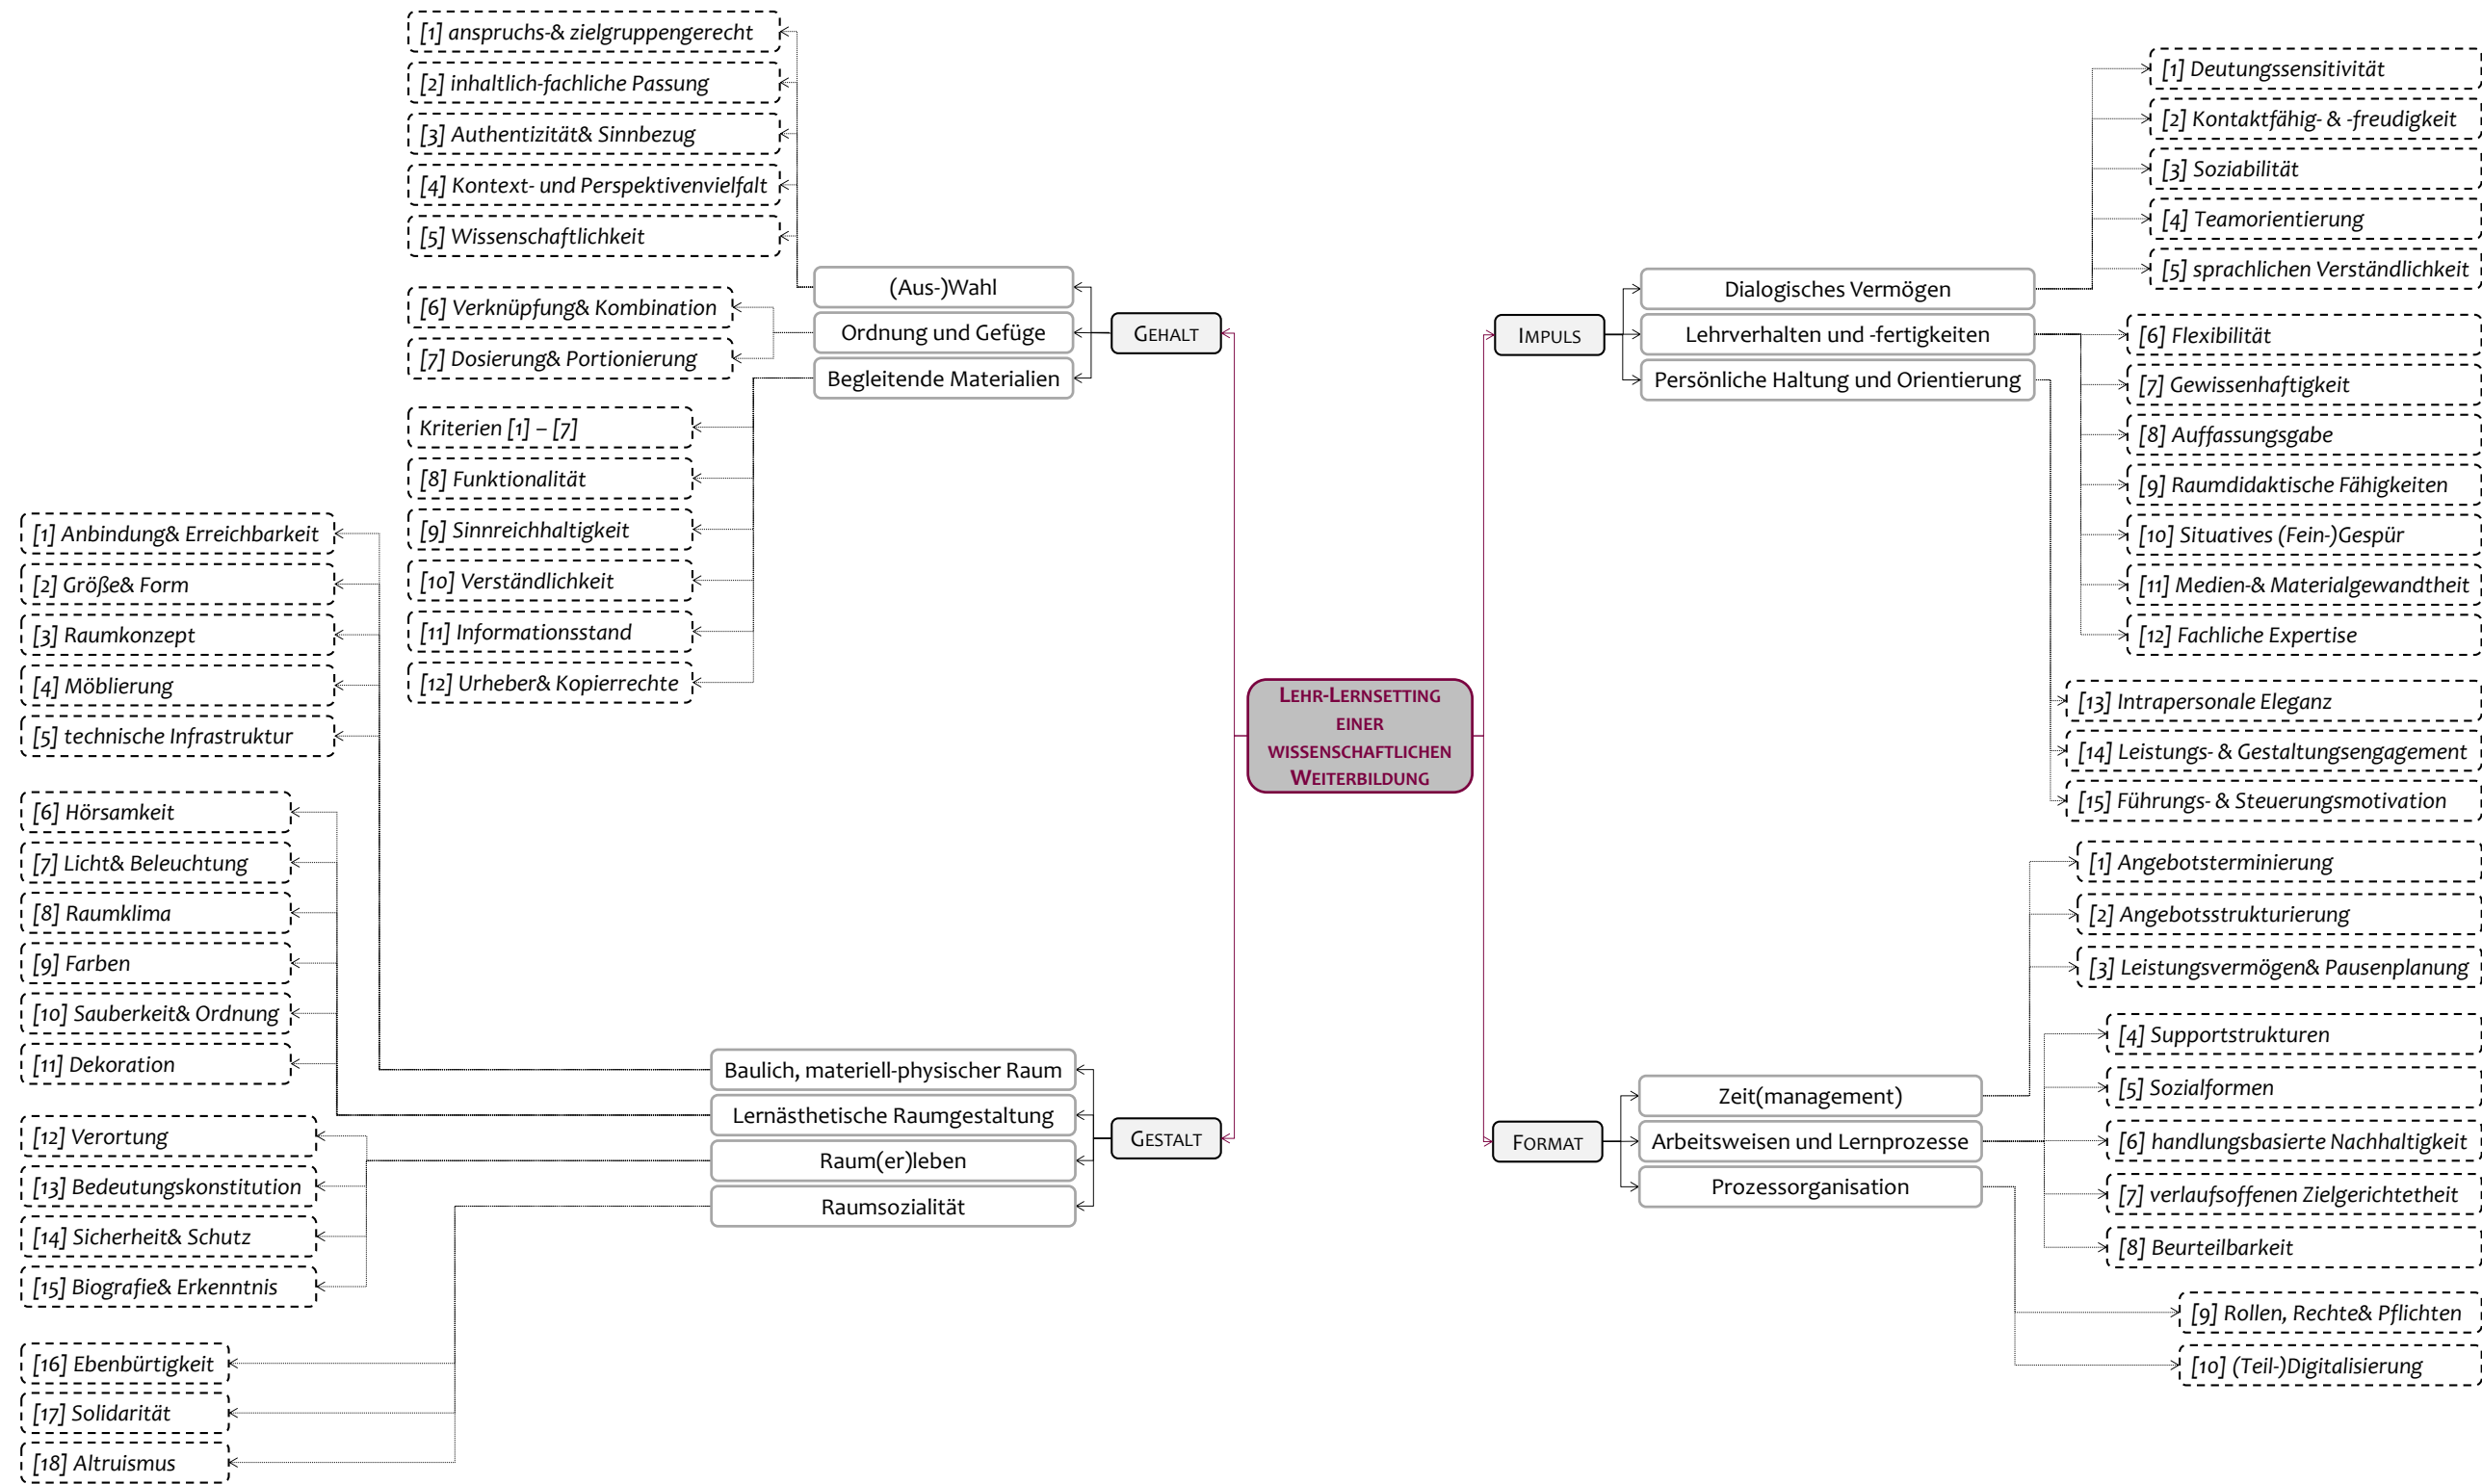 [1] anspruchs-& zielgruppengerecht
[2] inhaltlich-fachliche Passung
[3] Authentizität& Sinnbezug
[4] Kontext- und Perspektivenvielfalt
[5] Wissenschaftlichkeit
(Aus-)Wahl
[6] Verknüpfung& Kombination
Ordnung und Gefüge
[7] Dosierung& Portionierung
Begleitende Materialien
GEHALT
Kriterien [1] – [7]
[8] Funktionalität
[9] Sinnreichhaltigkeit
[10] Verständlichkeit
[11] Informationsstand
[12] Urheber& Kopierrechte
[1] Anbindung& Erreichbarkeit
[2] Größe& Form
[3] Raumkonzept
[4] Möblierung
[5] technische Infrastruktur
[6] Hörsamkeit
[7] Licht& Beleuchtung
[8] Raumklima
[9] Farben
[10] Sauberkeit& Ordnung
[11] Dekoration
Baulich, materiell-physischer Raum
Lernästhetische Raumgestaltung
Raum(er)leben
Raumsozialität
GESTALT
[12] Verortung
[13] Bedeutungskonstitution
[14] Sicherheit& Schutz
[15] Biografie& Erkenntnis
[16] Ebenbürtigkeit
[17] Solidarität
[18] Altruismus
LEHR-LERNSETTING
EINER
WISSENSCHAFTLICHEN
WEITERBILDUNG
IMPULS
Dialogisches Vermögen
Lehrverhalten und -fertigkeiten
Persönliche Haltung und Orientierung
[1] Deutungssensitivität
[2] Kontaktfähig- & -freudigkeit
[3] Soziabilität
[4] Teamorientierung
[5] sprachlichen Verständlichkeit
[6] Flexibilität
[7] Gewissenhaftigkeit
[8] Auffassungsgabe
[9] Raumdidaktische Fähigkeiten
[10] Situatives (Fein-)Gespür
[11] Medien-& Materialgewandtheit
[12] Fachliche Expertise
[13] Intrapersonale Eleganz
[14] Leistungs- & Gestaltungsengagement
[15] Führungs- & Steuerungsmotivation
FORMAT
Zeit(management)
Arbeitsweisen und Lernprozesse
Prozessorganisation
[1] Angebotsterminierung
[2] Angebotsstrukturierung
[3] Leistungsvermögen& Pausenplanung
[4] Supportstrukturen
[5] Sozialformen
[6] handlungsbasierte Nachhaltigkeit
[7] verlaufsoffenen Zielgerichtetheit
[8] Beurteilbarkeit
[9] Rollen, Rechte& Pflichten
[10] (Teil-)Digitalisierung